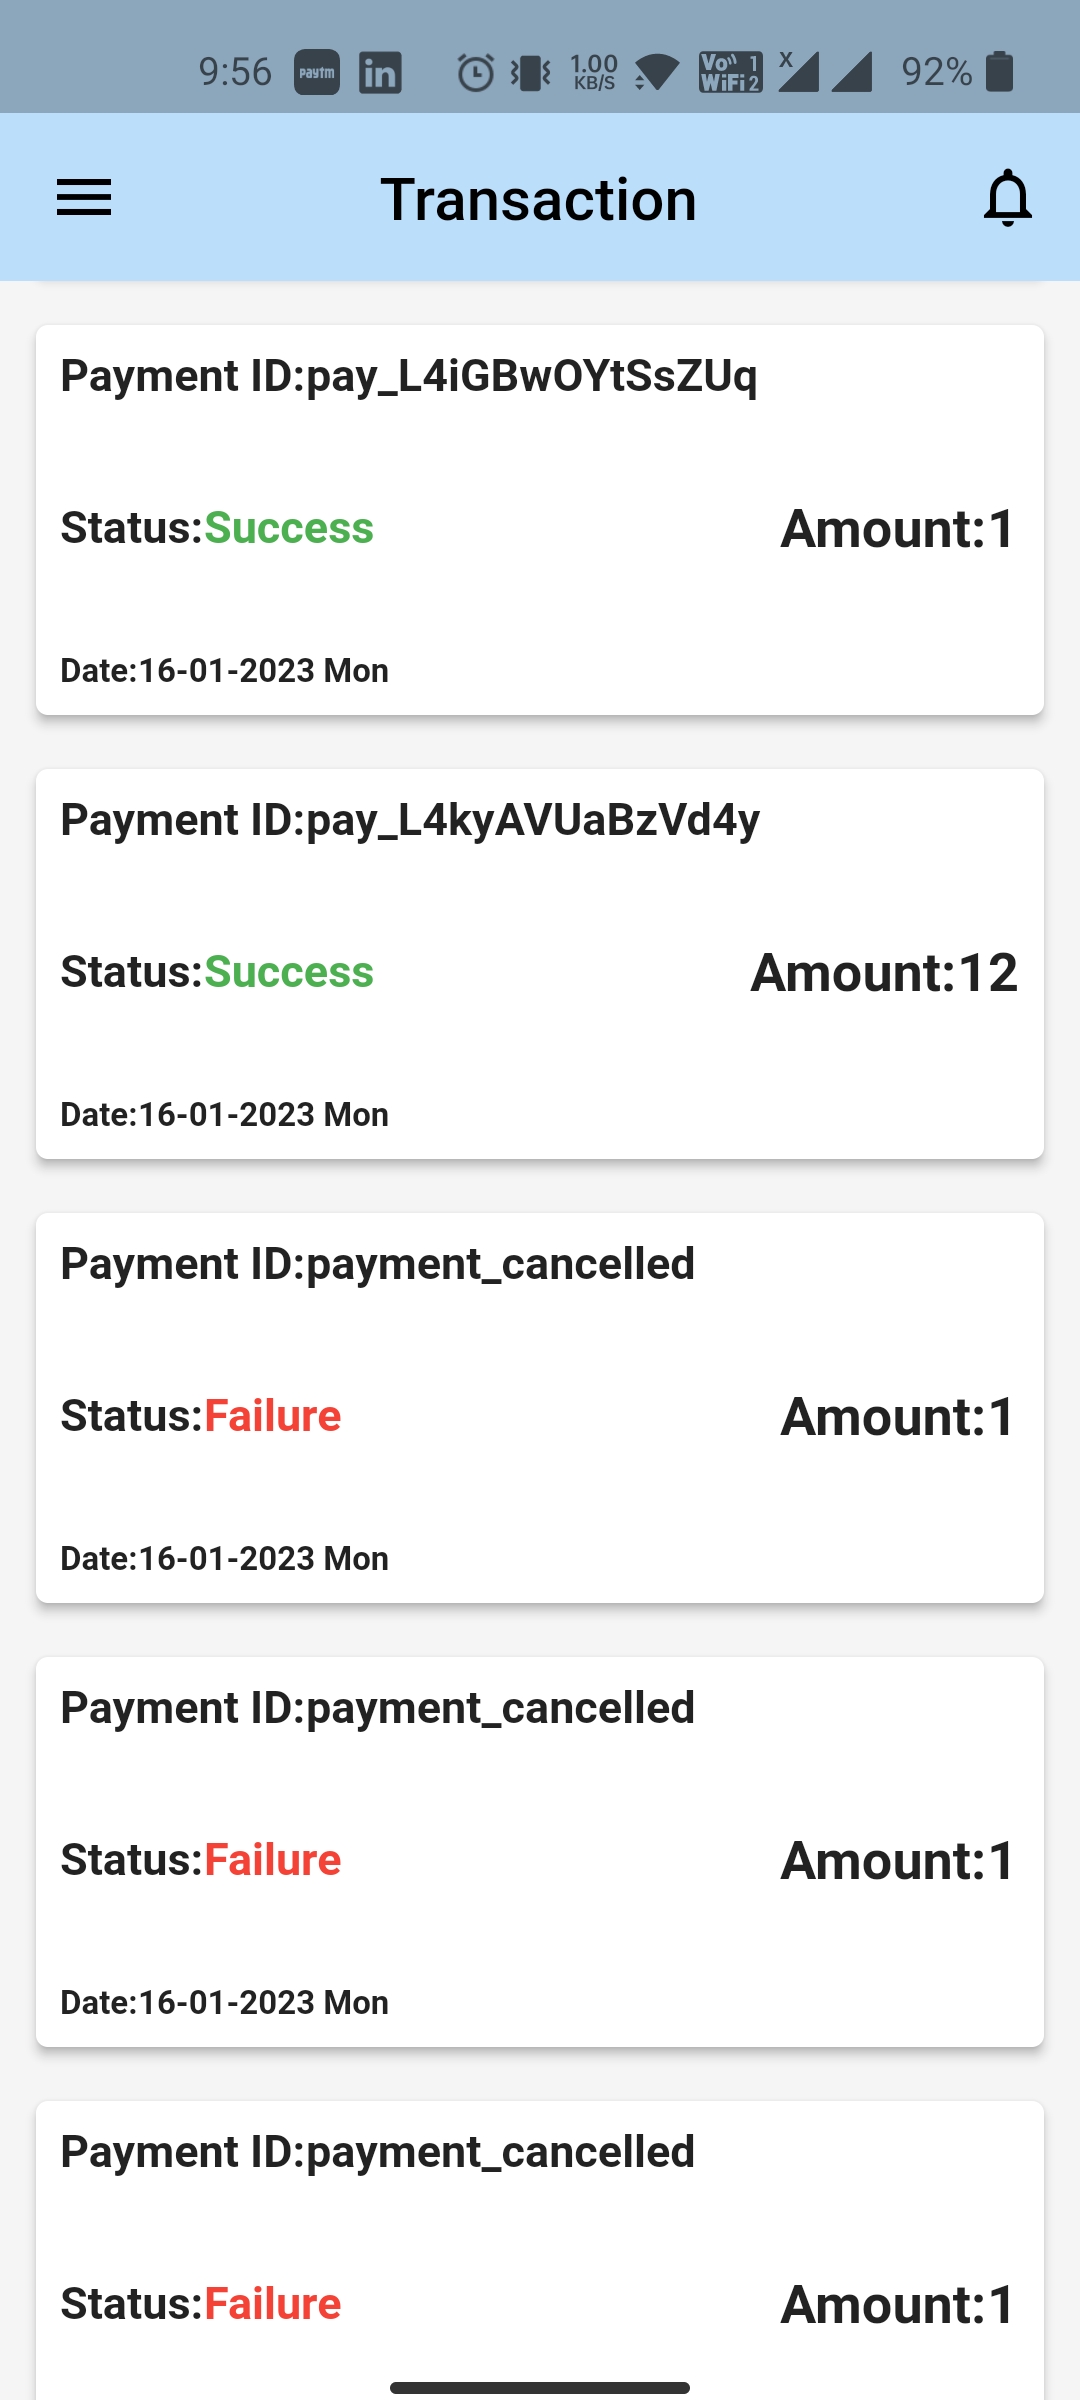 9:56 paytm in 1.00 KB/S Vo 1 WiFi 2 X 92%
Transaction
Payment ID:pay_L4iGBwOYtSsZUq
Status:Success Amount:1
Date:16-01-2023 Mon
Payment ID:pay_L4kyAVUaBzVd4y
Status:Success Amount:12
Date:16-01-2023 Mon
Payment ID:payment_cancelled
Status:Failure Amount:1
Date:16-01-2023 Mon
Payment ID:payment_cancelled
Status:Failure Amount:1
Date:16-01-2023 Mon
Payment ID:payment_cancelled
Status:Failure Amount:1